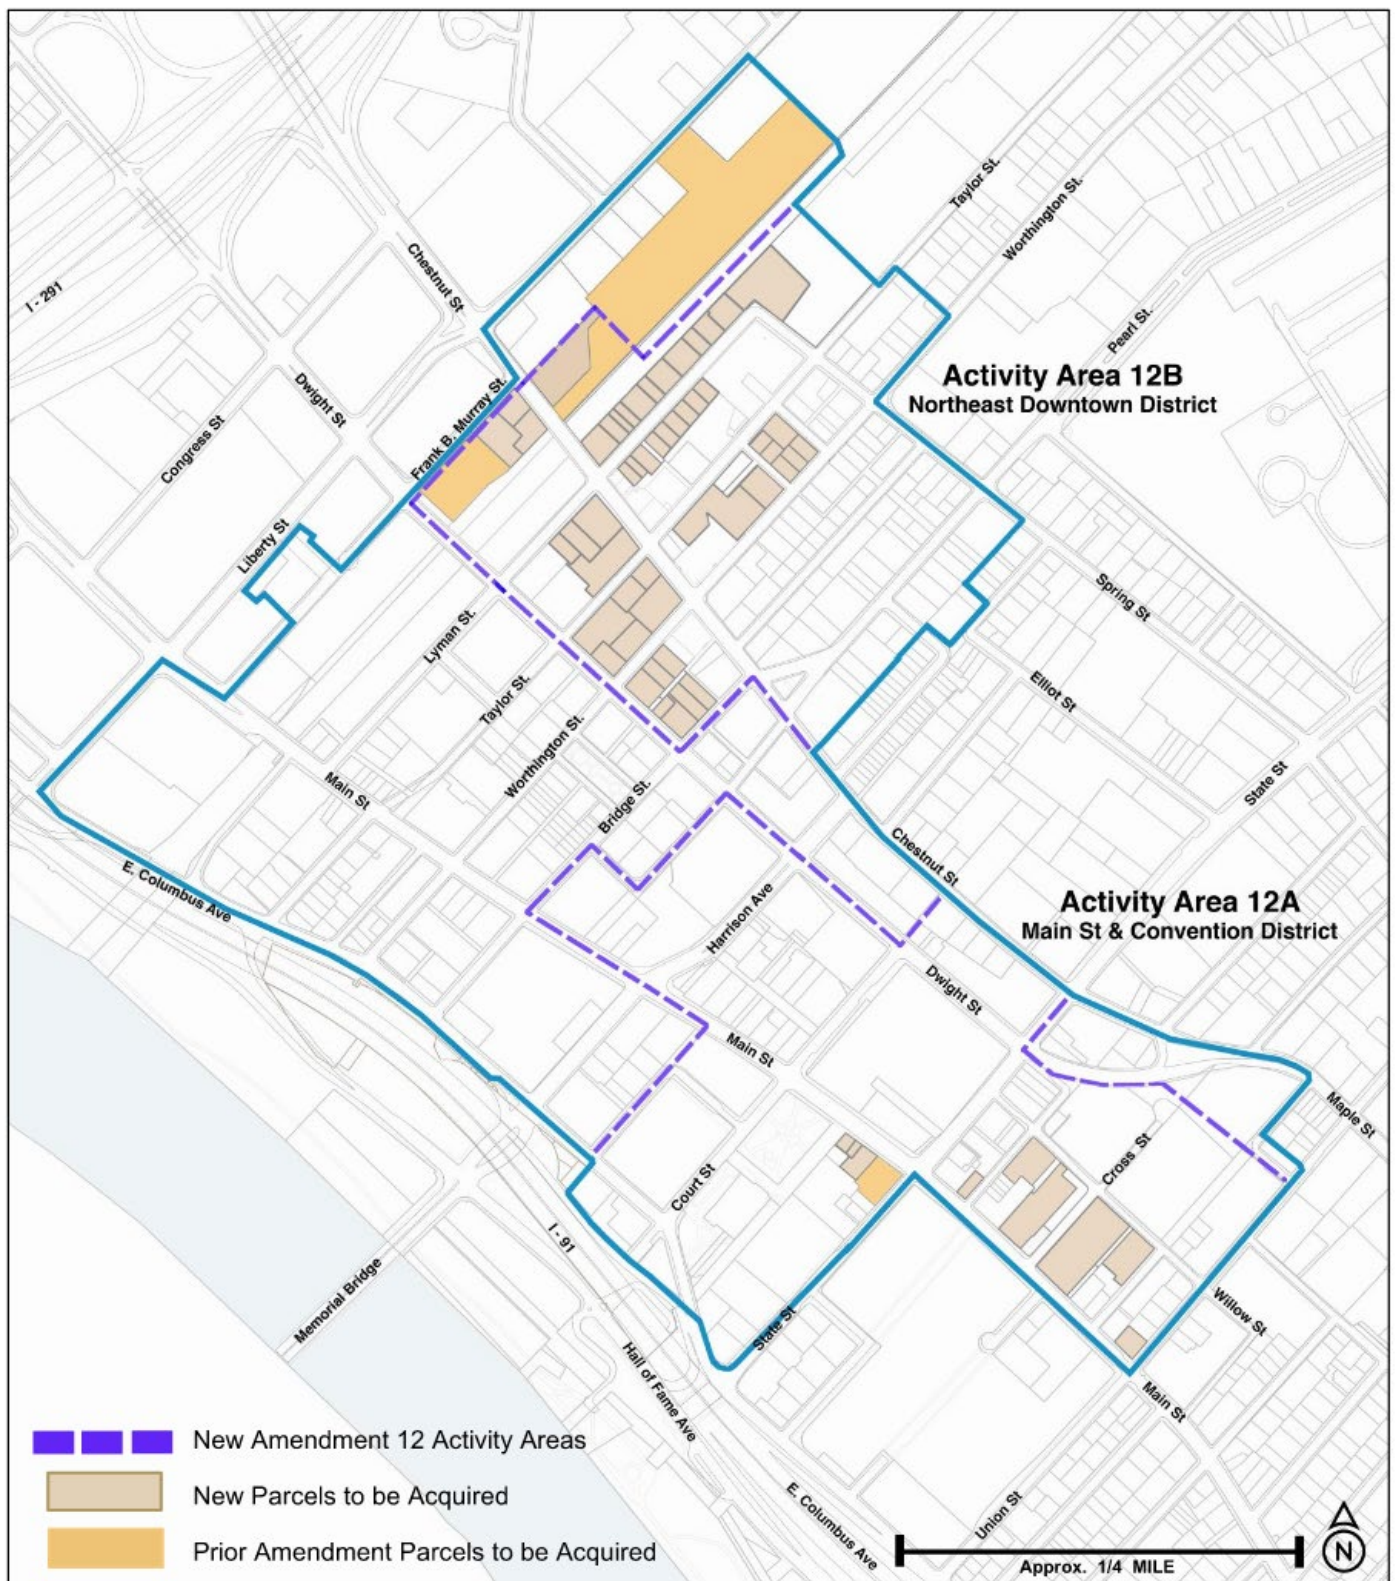 Taylor St.
Worthington St.
Chestnut St
I - 291
Pearl St.
Activity Area 12B
Northeast Downtown District
Dwight St
Frank B. Murray St.
Congress St
Liberty St
Spring St
Lyman St.
Elliot St
Taylor St.
Worthington St.
State St
Main St
Bridge St.
Chestnut St
E. Columbus Ave
Activity Area 12A
Main St & Convention District
Harrison Ave
Dwight St
Main St
Maple St
Cross St
Court St
I - 91
Memorial Bridge
Willow St
State St
Hall of Fame Ave
Main St
New Amendment 12 Activity Areas
New Parcels to be Acquired
Prior Amendment Parcels to be Acquired
E. Columbus Ave
Union St
Approx. 1/4 MILE
N